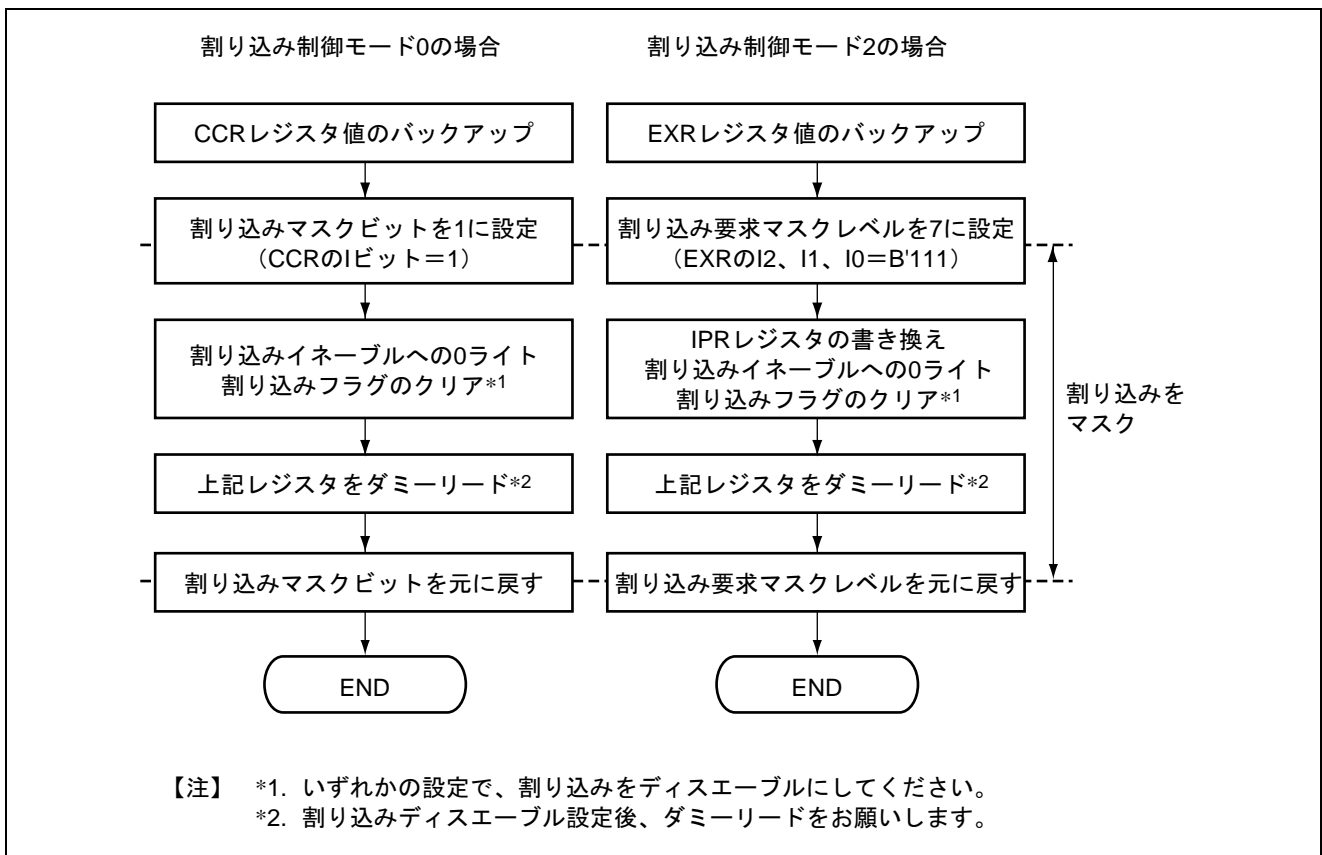 割り込み制御モード0の場合
CCRレジスタ値のバックアップ
割り込みマスクビットを1に設定
（CCRのIビット＝1）
割り込みイネーブルへの0ライト
割り込みフラグのクリア*1
上記レジスタをダミーリード*2
割り込みマスクビットを元に戻す
END
割り込み制御モード2の場合
EXRレジスタ値のバックアップ
割り込み要求マスクレベルを7に設定
（EXRのI2、I1、I0＝B'111）
IPRレジスタの書き換え
割り込みイネーブルへの0ライト
割り込みフラグのクリア*1
上記レジスタをダミーリード*2
割り込み要求マスクレベルを元に戻す
END
割り込みを
マスク
【注】 *1. いずれかの設定で、割り込みをディスエーブルにしてください。
*2. 割り込みディスエーブル設定後、ダミーリードをお願いします。